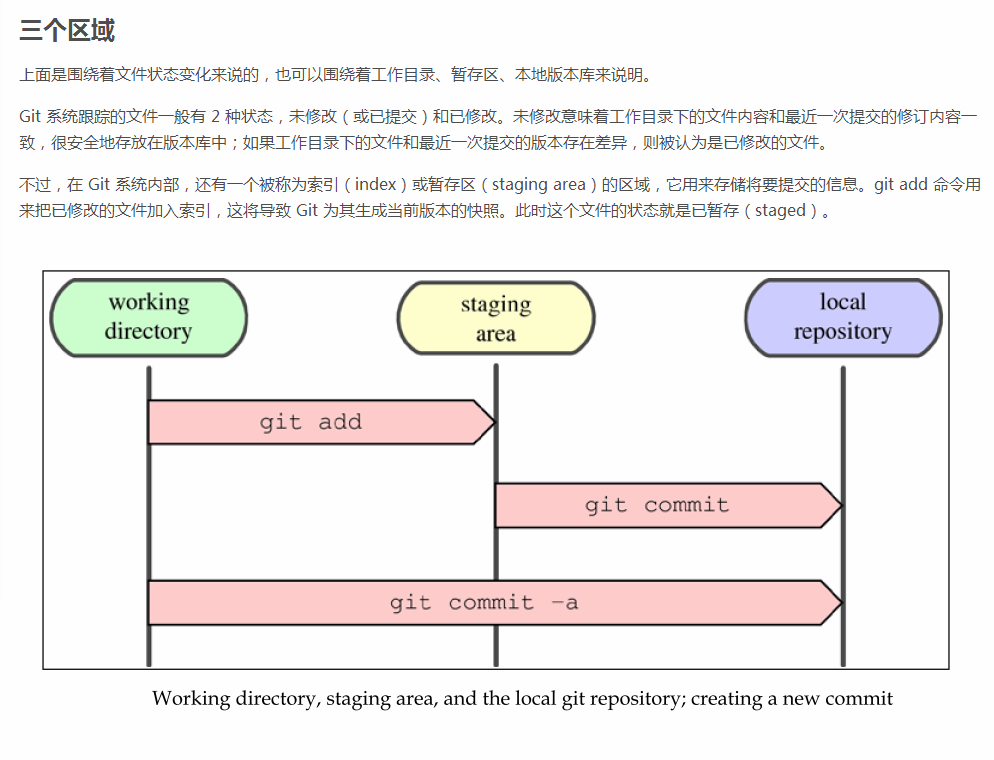 三个区域
上面是围绕着文件状态变化来说的，也可以围绕着工作目录、暂存区、本地版本库来说明。
Git 系统跟踪的文件一般有 2 种状态，未修改（或已提交）和已修改。未修改意味着工作目录下的文件内容和最近一次提交的修订内容一
致，很安全地存放在版本库中；如果工作目录下的文件和最近一次提交的版本存在差异，则被认为是已修改的文件。
不过，在 Git 系统内部，还有一个被称为索引（index）或暂存区（staging area）的区域，它用来存储将要提交的信息。git add 命令用
来把已修改的文件加入索引，这将导致 Git 为其生成当前版本的快照。此时这个文件的状态就是已暂存（staged）。
working
directory
staging
area
local
repository
git add
git commit
git commit -a
Working directory, staging area, and the local git repository; creating a new commit